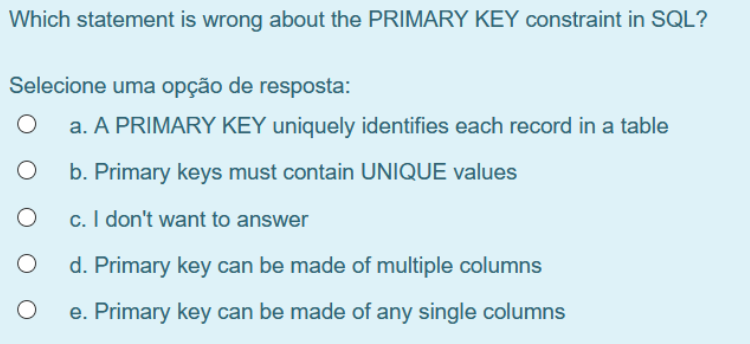 Which statement is wrong about the PRIMARY KEY constraint in SQL?
Selecione uma opção de resposta:
a. A PRIMARY KEY uniquely identifies each record in a table
b. Primary keys must contain UNIQUE values
c. I don't want to answer
d. Primary key can be made of multiple columns
e. Primary key can be made of any single columns